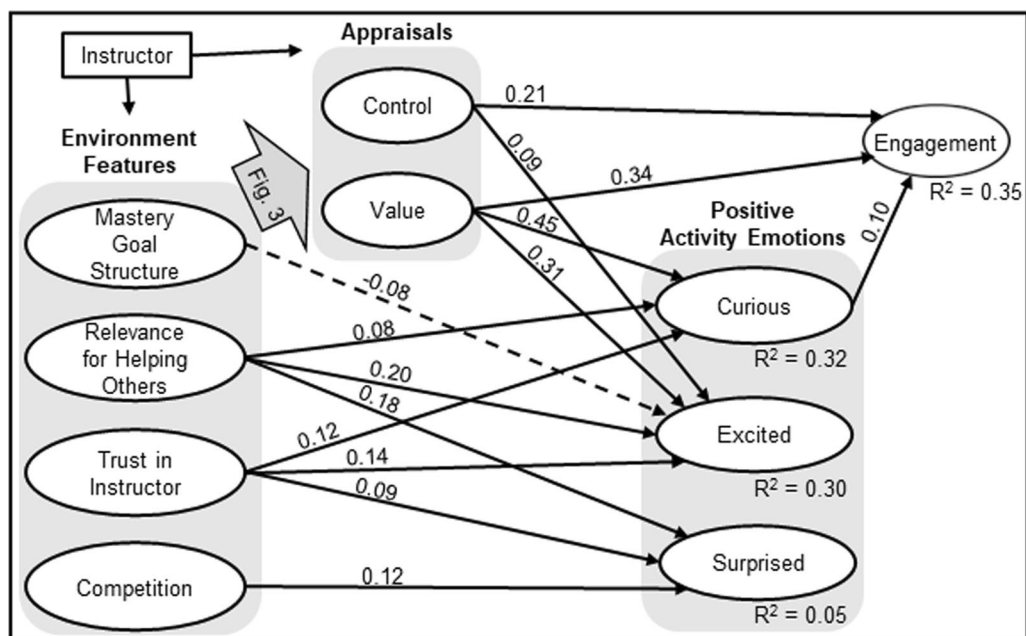 Appraisals
Instructor
Control
0.21
Engagement
R² = 0.35
Environment
Features
Fig. 3
0.09
Value
0.34
0.45
0.31
0.10
Positive
Activity Emotions
Mastery
Goal
Structure
-0.08
Curious
R² = 0.32
Relevance
for Helping
Others
0.08
0.20
0.18
Excited
R² = 0.30
Trust in
Instructor
0.12
0.14
0.09
Surprised
R² = 0.05
Competition
0.12